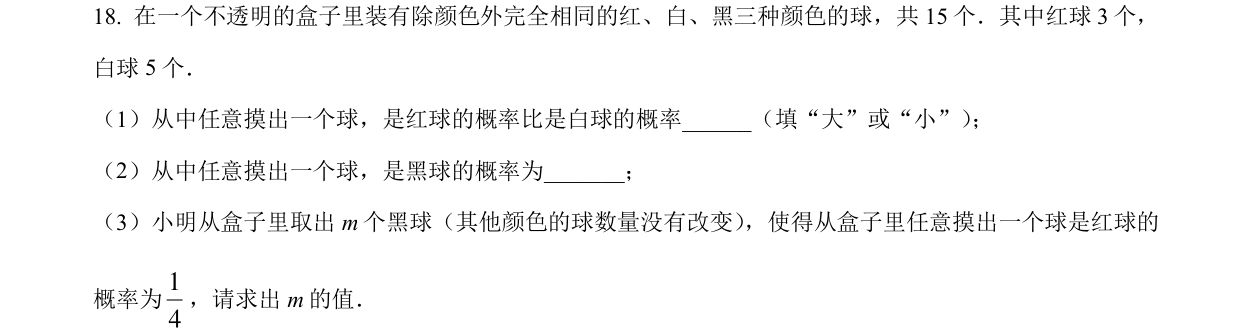 18. 在一个不透明的盒子里装有除颜色外完全相同的红、白、黑三种颜色的球，共 15 个．其中红球 3 个，
白球 5 个．
（1）从中任意摸出一个球，是红球的概率比是白球的概率______（填“大”或“小”）；
（2）从中任意摸出一个球，是黑球的概率为_______；
（3）小明从盒子里取出 m 个黑球（其他颜色的球数量没有改变），使得从盒子里任意摸出一个球是红球的
概率为 1/4，请求出 m 的值．